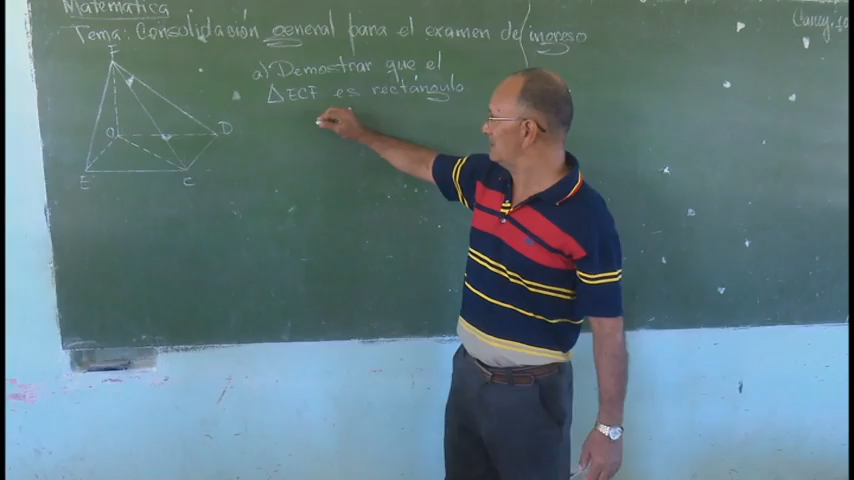 Matemática
Tema: Consolidación general para el examen de ingreso
a) Demostrar que el
△ECF es rectángulo
F
O
D
E
C